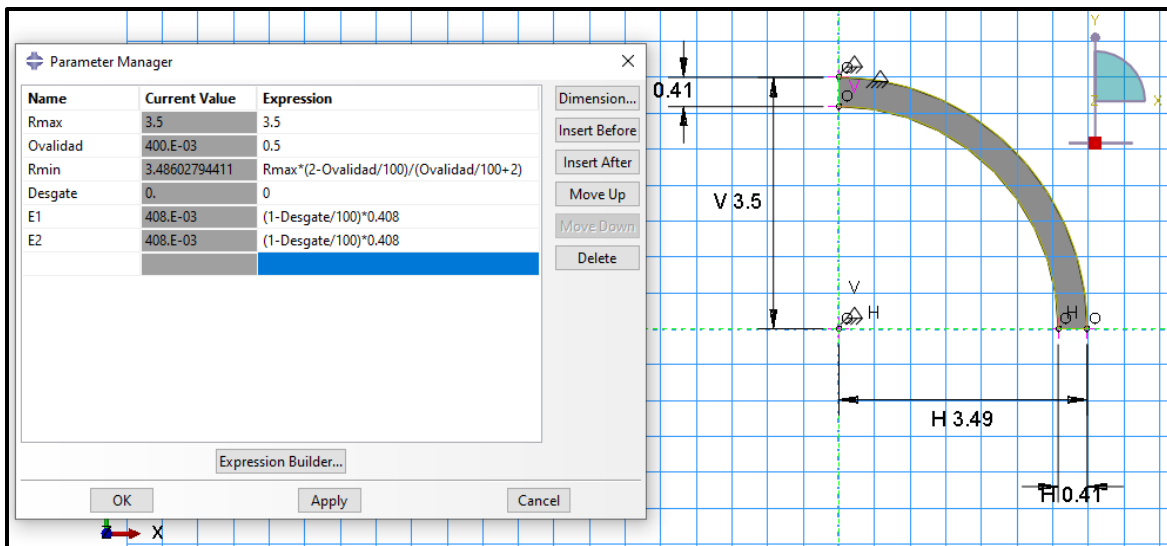 Parameter Manager
Name Current Value Expression
Rmax 3.5 3.5
Ovalidad 400.E-03 0.5
Rmin 3.48602794411 Rmax*(2-Ovalidad/100)/(Ovalidad/100+2)
Desgate 0. 0
E1 408.E-03 (1-Desgate/100)*0.408
E2 408.E-03 (1-Desgate/100)*0.408
Dimension...
Insert Before
Insert After
Move Up
Move Down
Delete
Expression Builder...
OK Apply Cancel
X
0.41
V
V 3.5
V
H
H
H 3.49
H 0.41
Y
Z
X